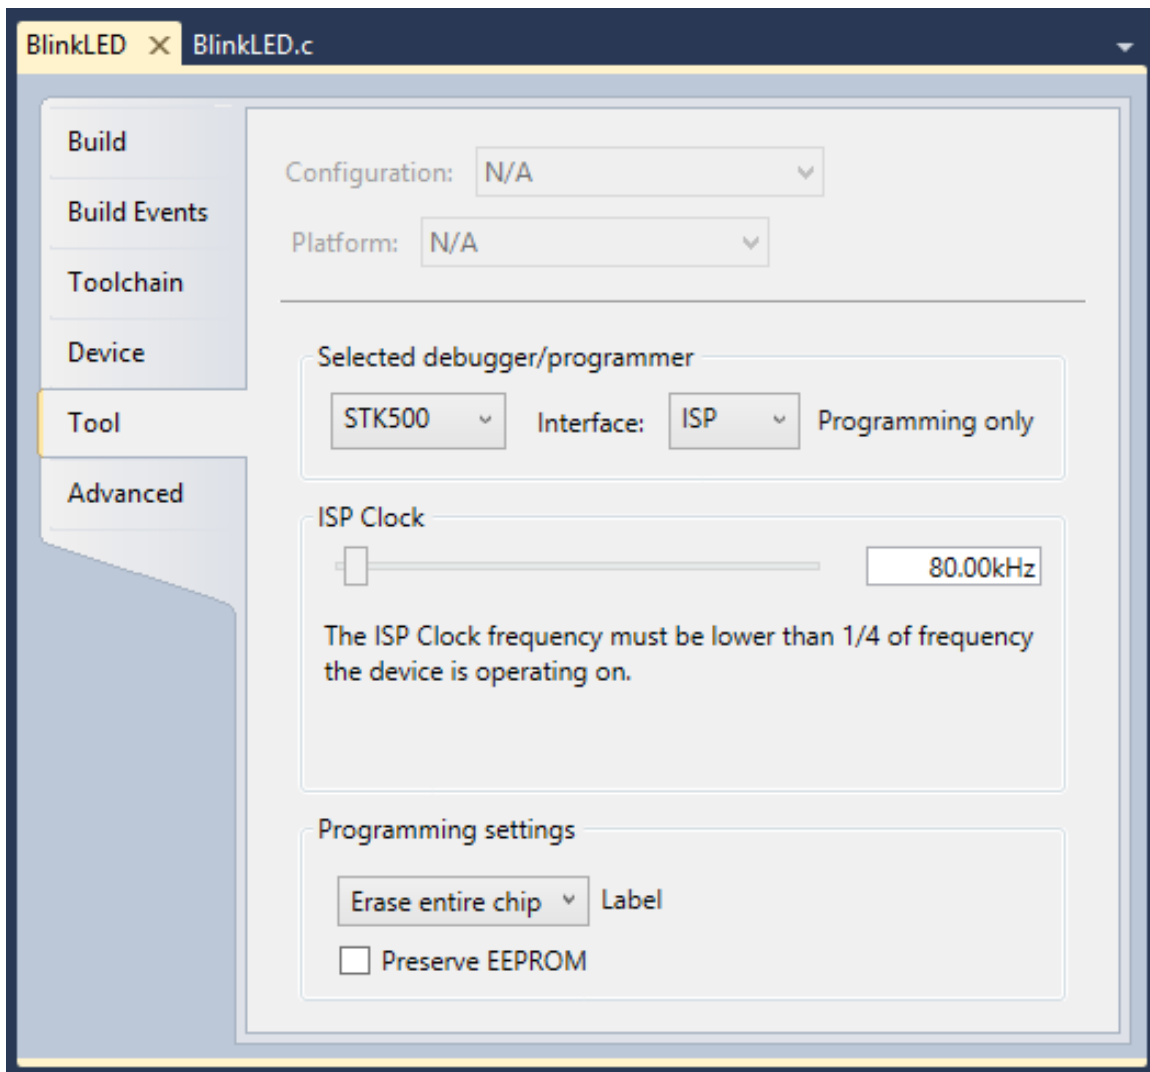 BlinkLED
BlinkLED.c
Build
Build Events
Toolchain
Device
Tool
Advanced
Configuration: N/A
Platform: N/A
Selected debugger/programmer
STK500 Interface: ISP Programming only
ISP Clock
80.00kHz
The ISP Clock frequency must be lower than 1/4 of frequency
the device is operating on.
Programming settings
Erase entire chip Label
Preserve EEPROM